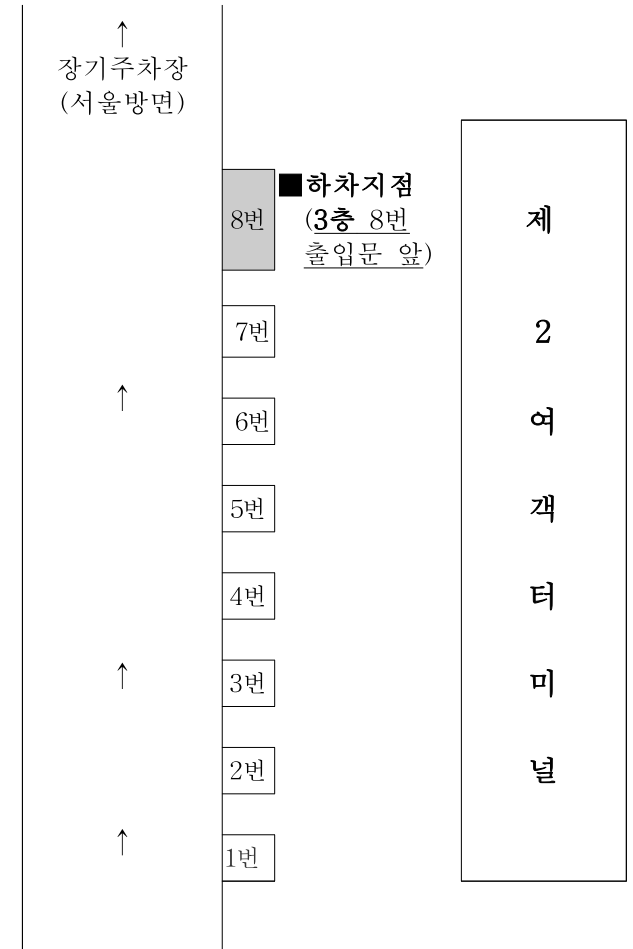 ↑
장기주차장
(서울방면)
■하차지점
(3층 8번
출입문 앞)
8번
7번
↑
6번
5번
4번
↑
3번
2번
↑
1번
제
2
여
객
터
미
널